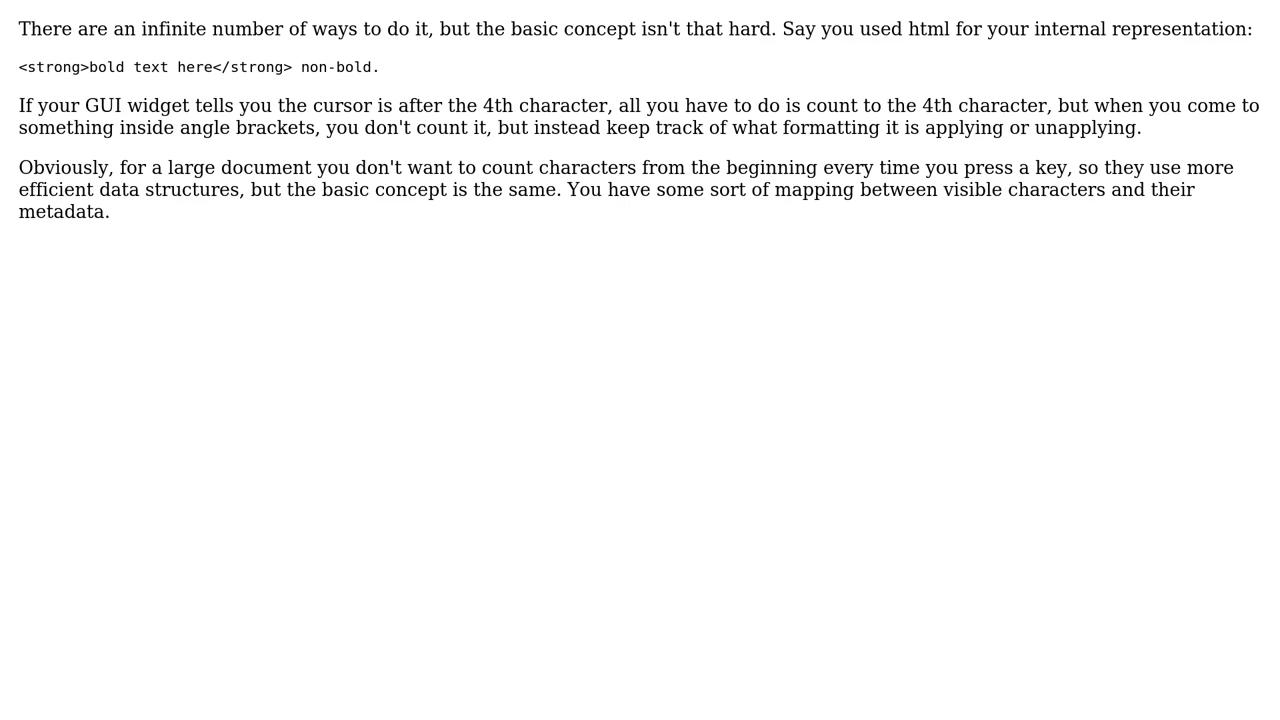 There are an infinite number of ways to do it, but the basic concept isn't that hard. Say you used html for your internal representation:
<strong>bold text here</strong> non-bold.
If your GUI widget tells you the cursor is after the 4th character, all you have to do is count to the 4th character, but when you come to
something inside angle brackets, you don't count it, but instead keep track of what formatting it is applying or unapplying.
Obviously, for a large document you don't want to count characters from the beginning every time you press a key, so they use more
efficient data structures, but the basic concept is the same. You have some sort of mapping between visible characters and their
metadata.